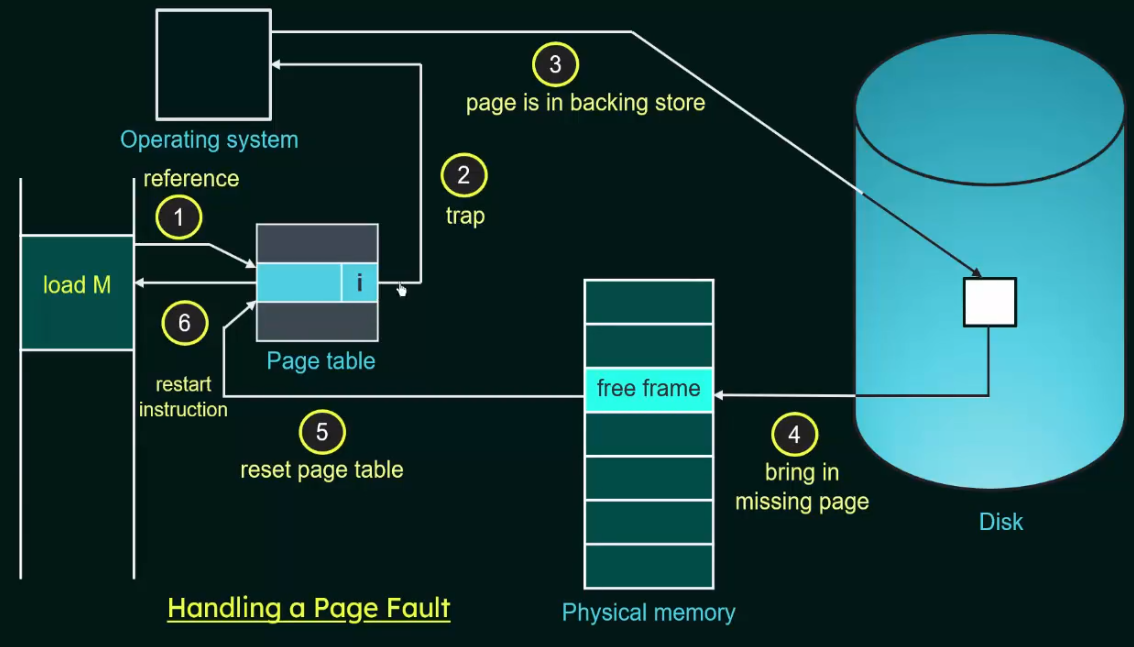 3
page is in backing store
Operating system
reference
1
2
trap
load M
i
6
Page table
restart
instruction
free frame
5
reset page table
4
bring in
missing page
Disk
Handling a Page Fault
Physical memory